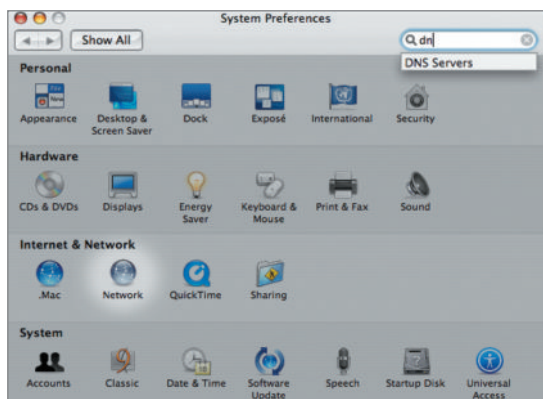 System Preferences
Show All
dn
DNS Servers
Personal
File
New
Appearance
Desktop &
Screen Saver
Dock
Exposé
International
Security
Hardware
CDs & DVDs
Displays
Energy
Saver
Keyboard &
Mouse
Print & Fax
Sound
Internet & Network
.Mac
Network
QuickTime
Sharing
System
Accounts
Classic
Date & Time
Software
Update
Speech
Startup Disk
Universal
Access